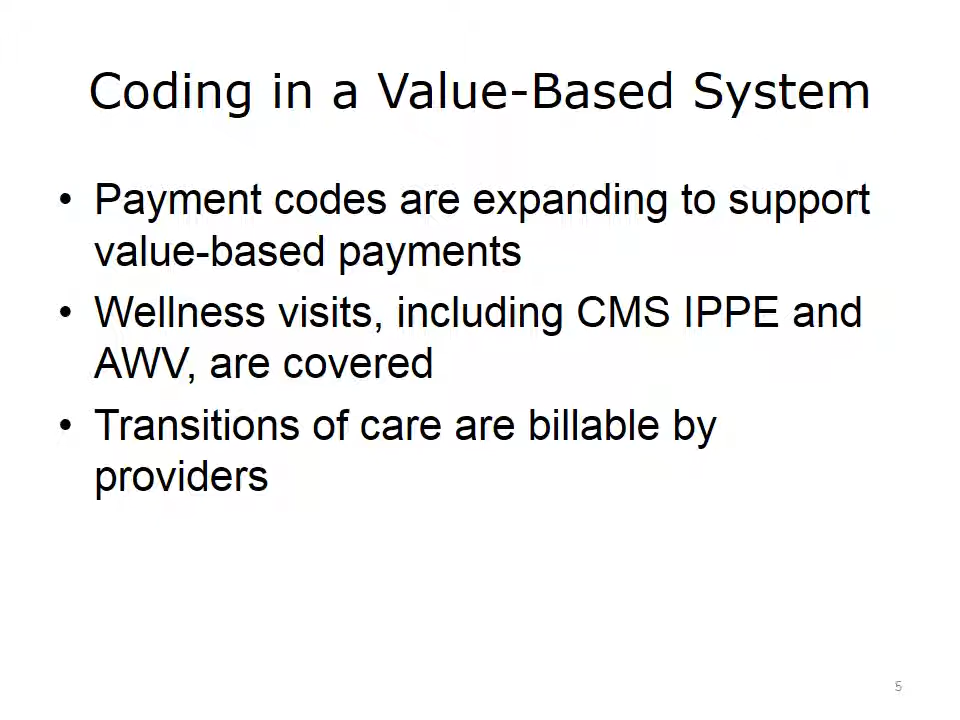 Coding in a Value-Based System
• Payment codes are expanding to support
value-based payments
• Wellness visits, including CMS IPPE and
AWV, are covered
• Transitions of care are billable by
providers
5